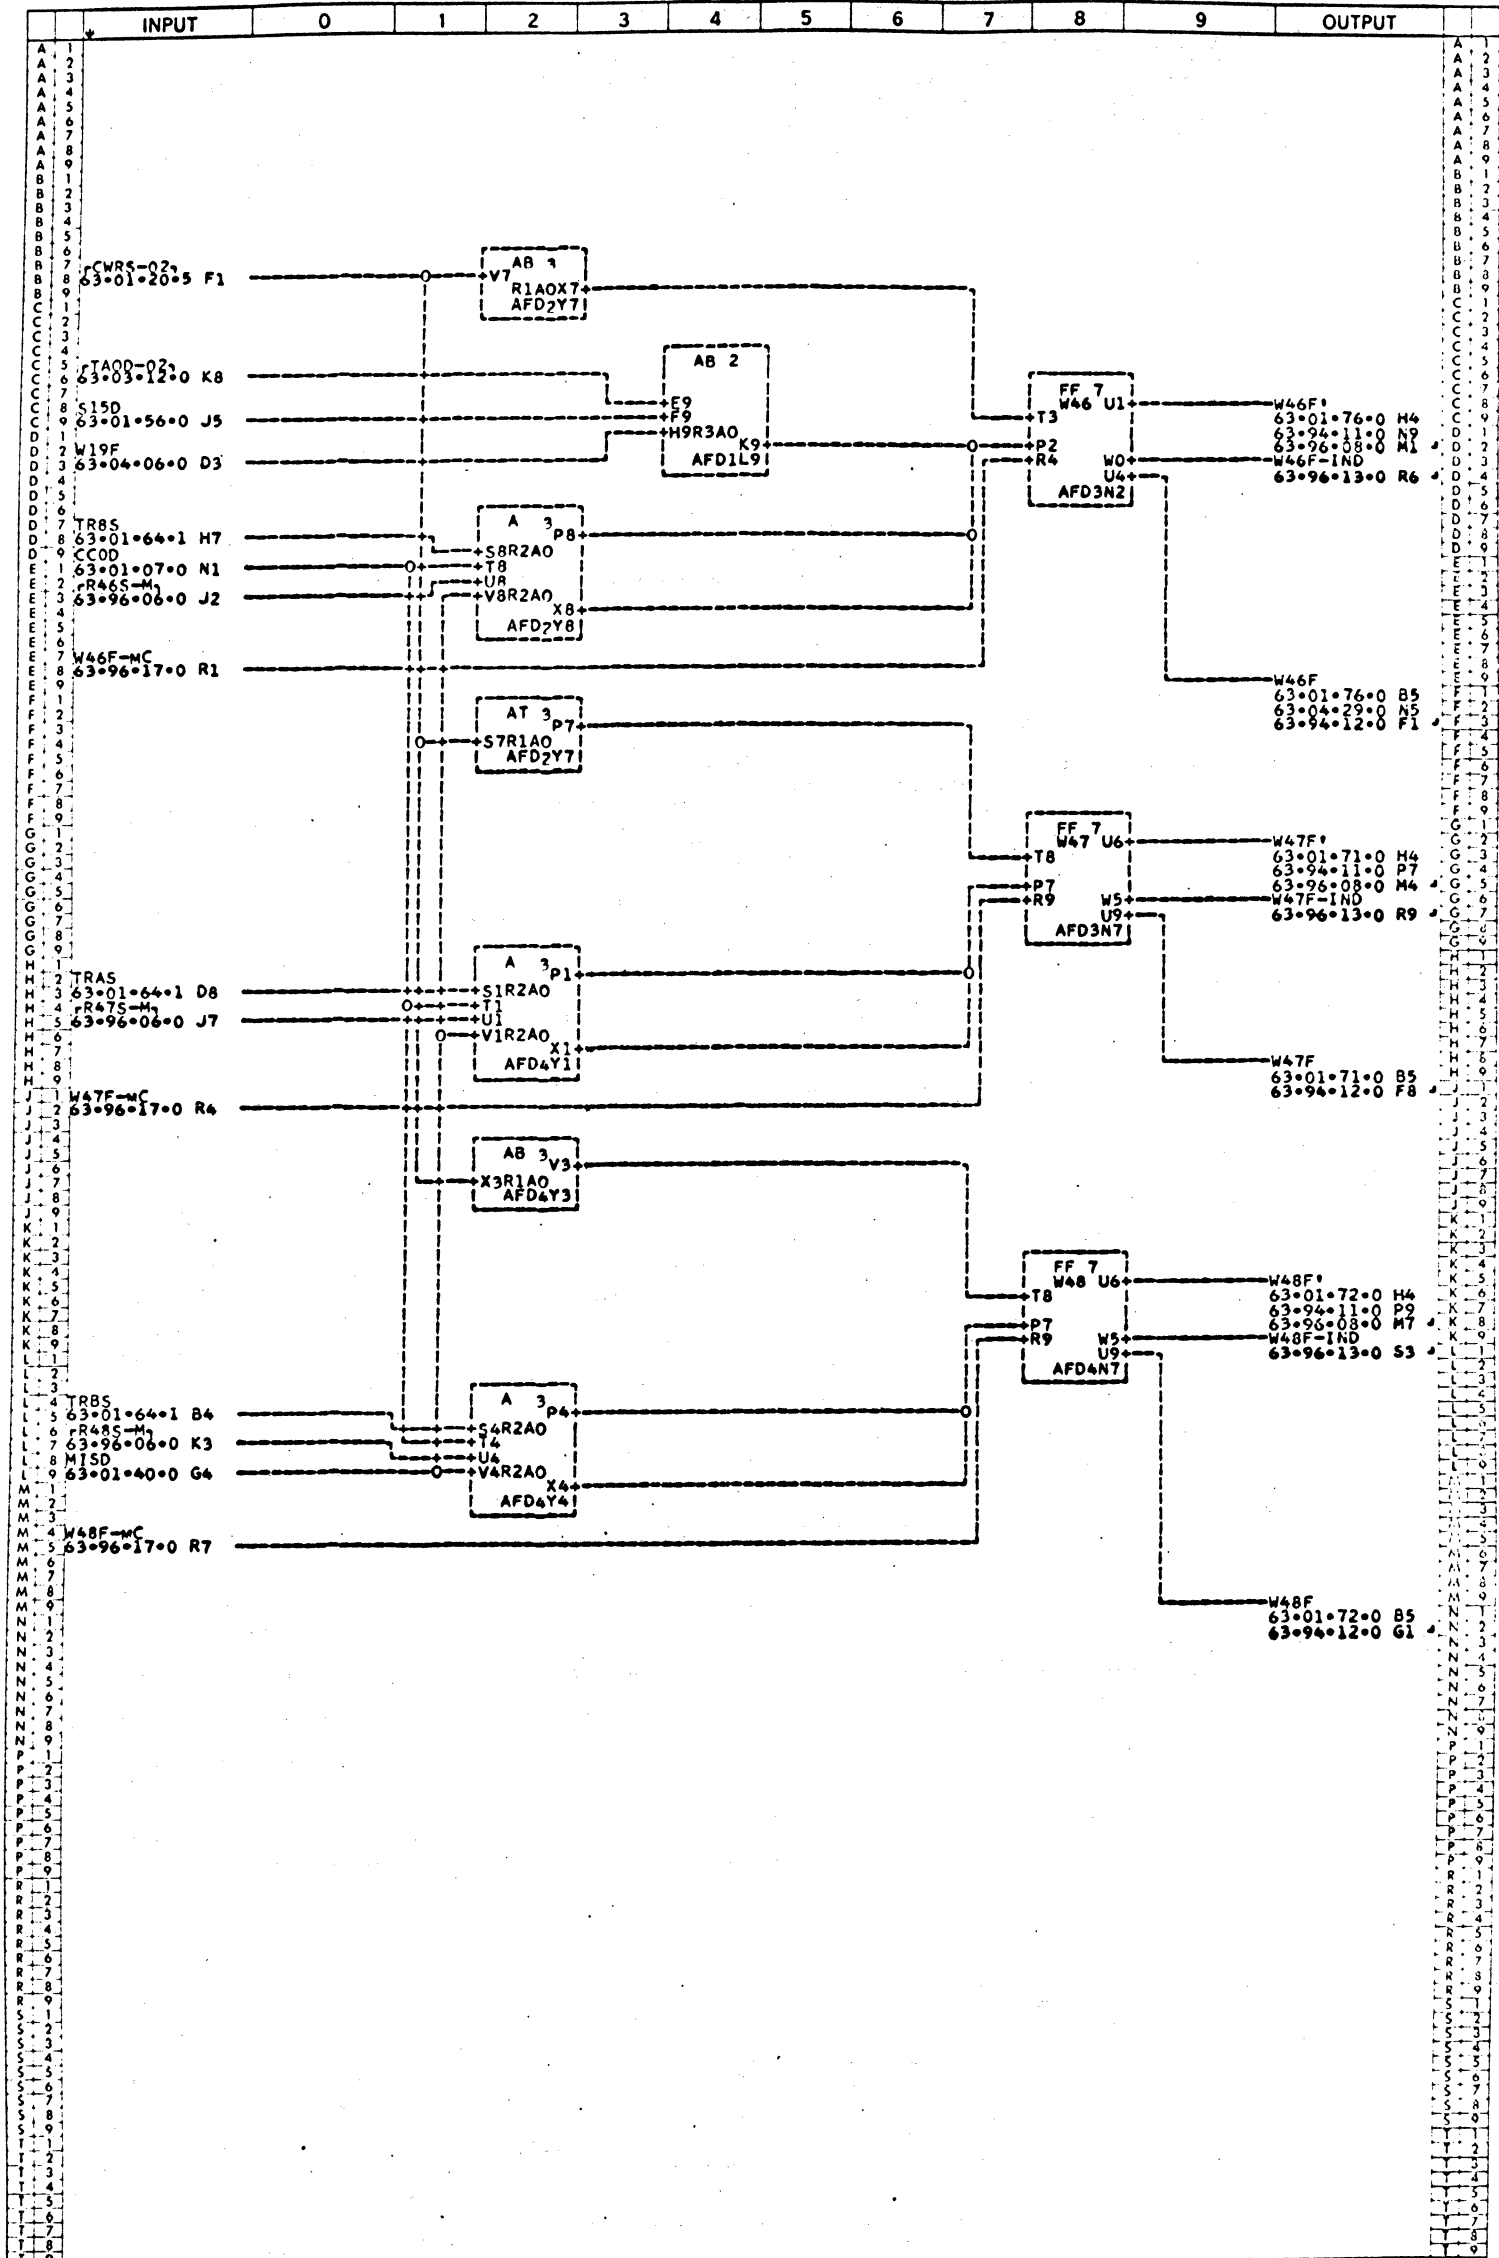 INPUT 0 1 2 3 4 5 6 7 8 9 OUTPUT
CWRS-02
63•01•20•5 F1
AB 3
V7
R1AOX7
AFD2Y7
TAOD-02
63•03•12•0 K8
S15D
63•01•56•0 J5
W19F
63•04•06•0 D3
AB 2
E9
F9
H9R3AO
K9
AFD1L9
FF 7
W46 U1
T3
P2
R4 W0
U4
AFD3N2
W46F'
63•01•76•0 H4
63•94•11•0 N9
63•96•08•0 M1
W46F-IND
63•96•13•0 R6
TR8S
63•01•64•1 H7
CCOD
63•01•07•0 N1
R46S-M
63•96•06•0 J2
A 3
P8
S8R2AO
T8
U8
V8R2AO
X8
AFD2Y8
W46F-MC
63•96•17•0 R1
W46F
63•01•76•0 B5
63•04•29•0 N5
63•94•12•0 F1
AT 3
P7
S7R1AO
AFD2Y7
FF 7
W47 U6
T8
P7
R9 W5
U9
AFD3N7
W47F'
63•01•71•0 H4
63•94•11•0 P7
63•96•08•0 M4
W47F-IND
63•96•13•0 R9
TRAS
63•01•64•1 D8
R47S-M
63•96•06•0 J7
A 3
P1
S1R2AO
T1
U1
V1R2AO
X1
AFD4Y1
W47F
63•01•71•0 B5
63•94•12•0 F8
W47F-MC
63•96•17•0 R4
AB 3
V3
X3R1AO
AFD4Y3
FF 7
W48 U6
T8
P7
R9 W5
U9
AFD4N7
W48F'
63•01•72•0 H4
63•94•11•0 P9
63•96•08•0 M7
W48F-IND
63•96•13•0 S3
TRBS
63•01•64•1 B4
R48S-M
63•96•06•0 K3
MISD
63•01•40•0 G4
A 3
P4
S4R2AO
T4
U4
V4R2AO
X4
AFD4Y4
W48F-MC
63•96•17•0 R7
W48F
63•01•72•0 B5
63•94•12•0 G1